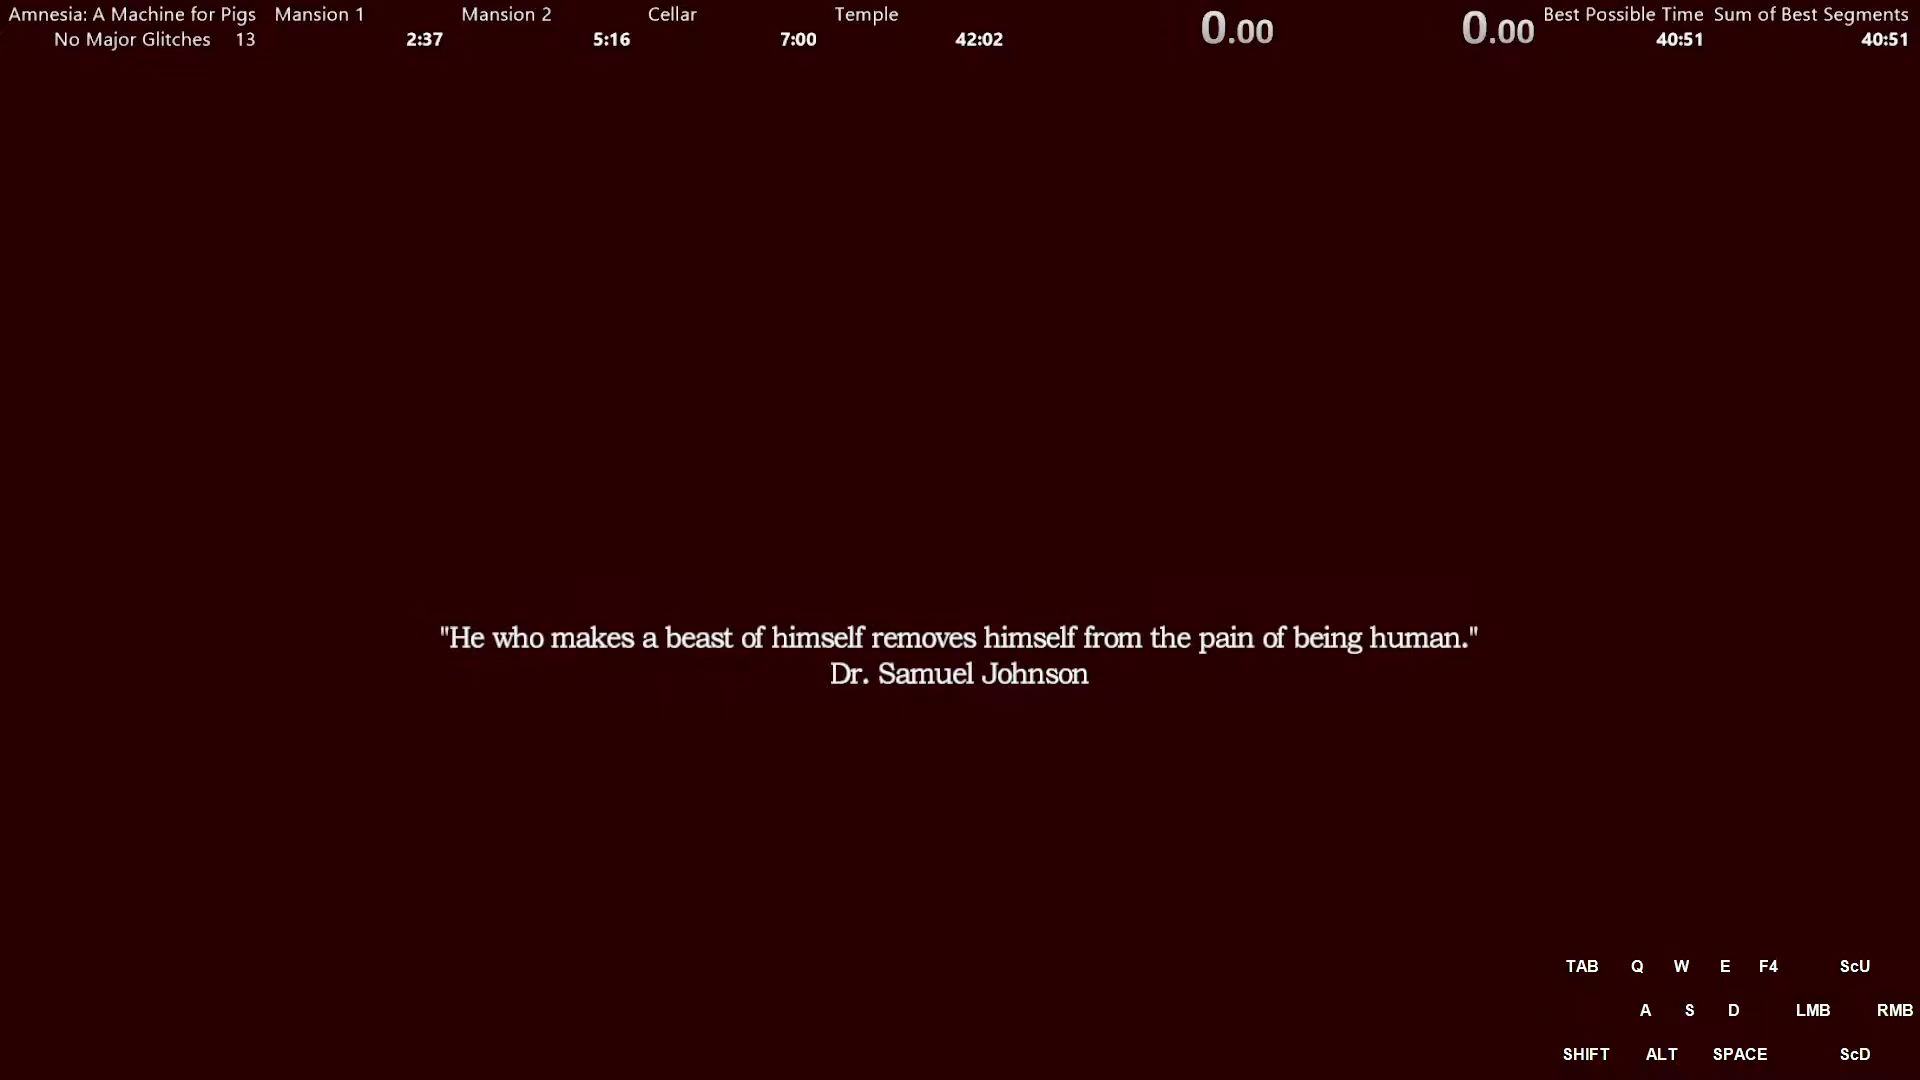 Amnesia: A Machine for Pigs Mansion 1 Mansion 2 Cellar Temple 0.00 0.00 Best Possible Time Sum of Best Segments
No Major Glitches 13 2:37 5:16 7:00 42:02 40:51 40:51
"He who makes a beast of himself removes himself from the pain of being human."
Dr. Samuel Johnson
TAB Q W E F4 ScU
A S D LMB RMB
SHIFT ALT SPACE ScD